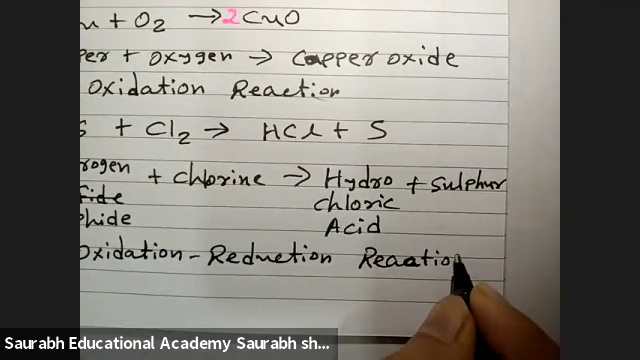 u + O2 → 2CuO
per + oxygen → Copper oxide
Oxidation Reaction
S + Cl2 → HCl + S
rogen + chlorine → Hydro + Sulphur
fide chloric
phide Acid
Oxidation - Reduction Reactio
Saurabh Educational Academy Saurabh sh...